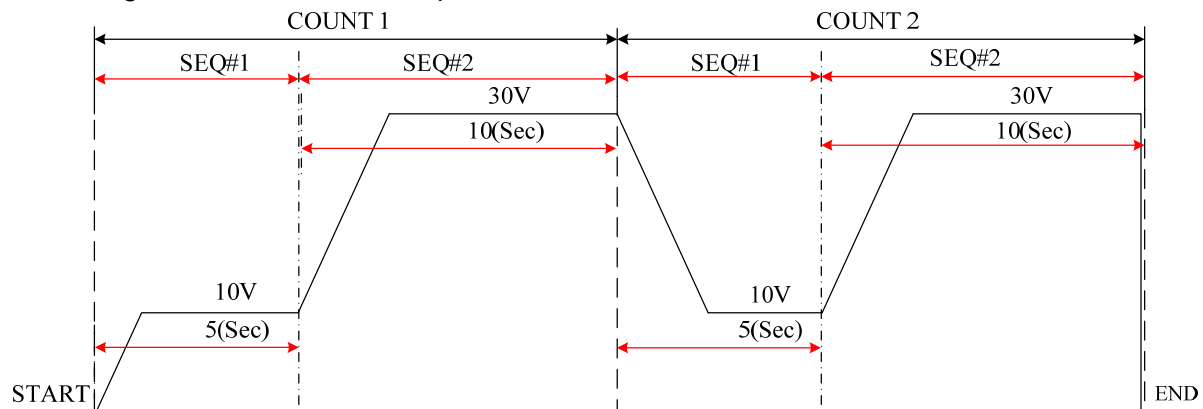 COUNT 1 COUNT 2
SEQ#1 SEQ#2 SEQ#1 SEQ#2
30V 30V
10(Sec) 10(Sec)
10V 10V
5(Sec) 5(Sec)
START END